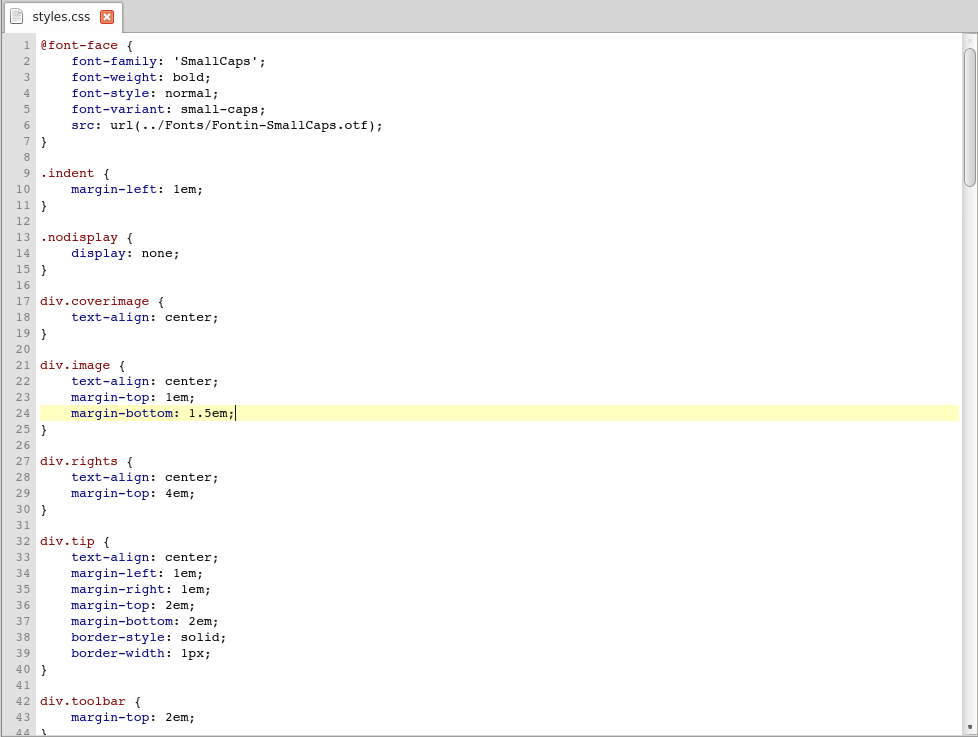 styles.css
1 @font-face {
2     font-family: 'SmallCaps';
3     font-weight: bold;
4     font-style: normal;
5     font-variant: small-caps;
6     src: url(../Fonts/Fontin-SmallCaps.otf);
7 }
8
9 .indent {
10     margin-left: 1em;
11 }
12
13 .nodisplay {
14     display: none;
15 }
16
17 div.coverimage {
18     text-align: center;
19 }
20
21 div.image {
22     text-align: center;
23     margin-top: 1em;
24     margin-bottom: 1.5em;
25 }
26
27 div.rights {
28     text-align: center;
29     margin-top: 4em;
30 }
31
32 div.tip {
33     text-align: center;
34     margin-left: 1em;
35     margin-right: 1em;
36     margin-top: 2em;
37     margin-bottom: 2em;
38     border-style: solid;
39     border-width: 1px;
40 }
41
42 div.toolbar {
43     margin-top: 2em;
44 }